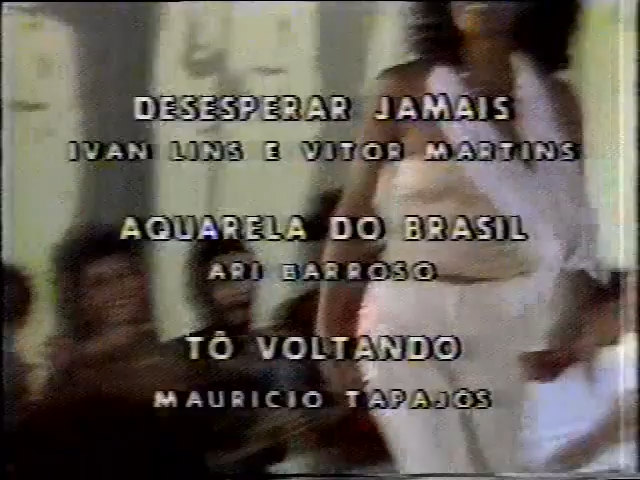 DESESPERAR JAMAIS
IVAN LINS E VITOR MARTINS
AQUARELA DO BRASIL
ARI BARROSO
TÔ VOLTANDO
MAURICIO TAPAJÓS